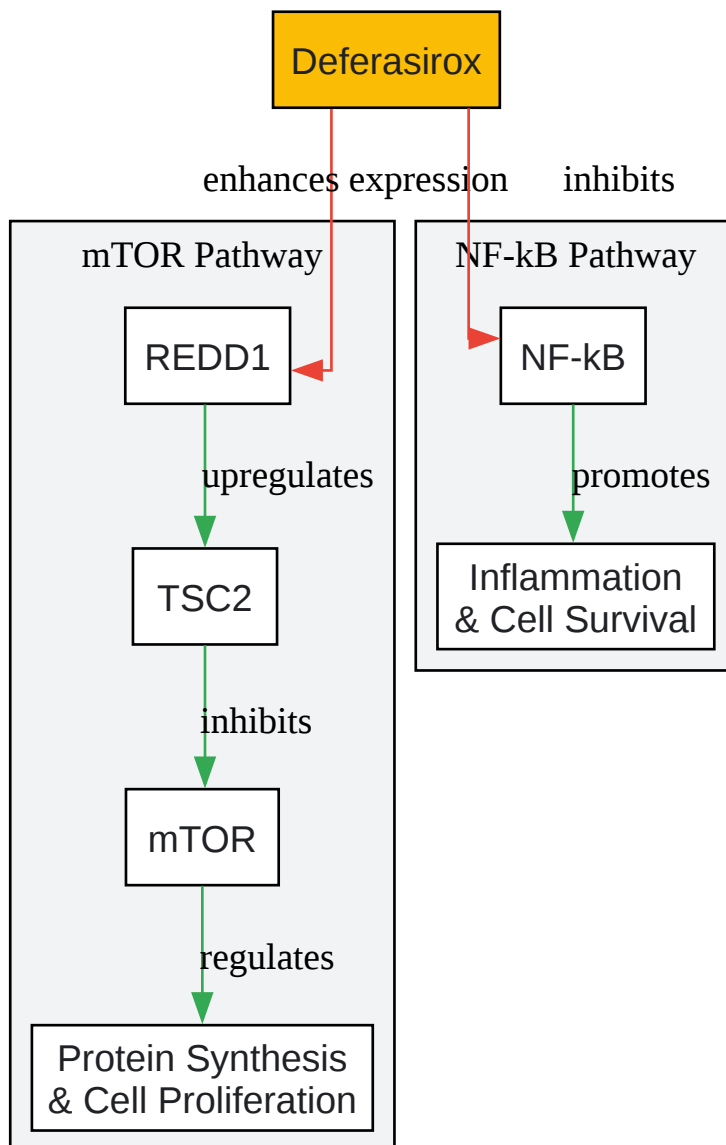 Deferasirox
enhances expression
inhibits
mTOR Pathway
NF-kB Pathway
REDD1
NF-kB
upregulates
promotes
TSC2
Inflammation
& Cell Survival
inhibits
mTOR
regulates
Protein Synthesis
& Cell Proliferation